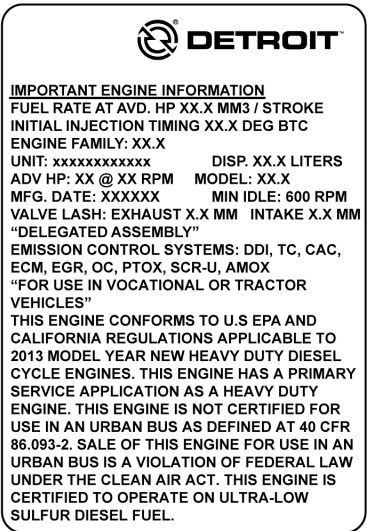 DETROIT™
IMPORTANT ENGINE INFORMATION
FUEL RATE AT AVD. HP XX.X MM3 / STROKE
INITIAL INJECTION TIMING XX.X DEG BTC
ENGINE FAMILY: XX.X
UNIT: xxxxxxxxxxxx DISP. XX.X LITERS
ADV HP: XX @ XX RPM MODEL: XX.X
MFG. DATE: XXXXXX MIN IDLE: 600 RPM
VALVE LASH: EXHAUST X.X MM INTAKE X.X MM
“DELEGATED ASSEMBLY”
EMISSION CONTROL SYSTEMS: DDI, TC, CAC,
ECM, EGR, OC, PTOX, SCR-U, AMOX
“FOR USE IN VOCATIONAL OR TRACTOR
VEHICLES”
THIS ENGINE CONFORMS TO U.S EPA AND
CALIFORNIA REGULATIONS APPLICABLE TO
2013 MODEL YEAR NEW HEAVY DUTY DIESEL
CYCLE ENGINES. THIS ENGINE HAS A PRIMARY
SERVICE APPLICATION AS A HEAVY DUTY
ENGINE. THIS ENGINE IS NOT CERTIFIED FOR
USE IN AN URBAN BUS AS DEFINED AT 40 CFR
86.093-2. SALE OF THIS ENGINE FOR USE IN AN
URBAN BUS IS A VIOLATION OF FEDERAL LAW
UNDER THE CLEAN AIR ACT. THIS ENGINE IS
CERTIFIED TO OPERATE ON ULTRA-LOW
SULFUR DIESEL FUEL.